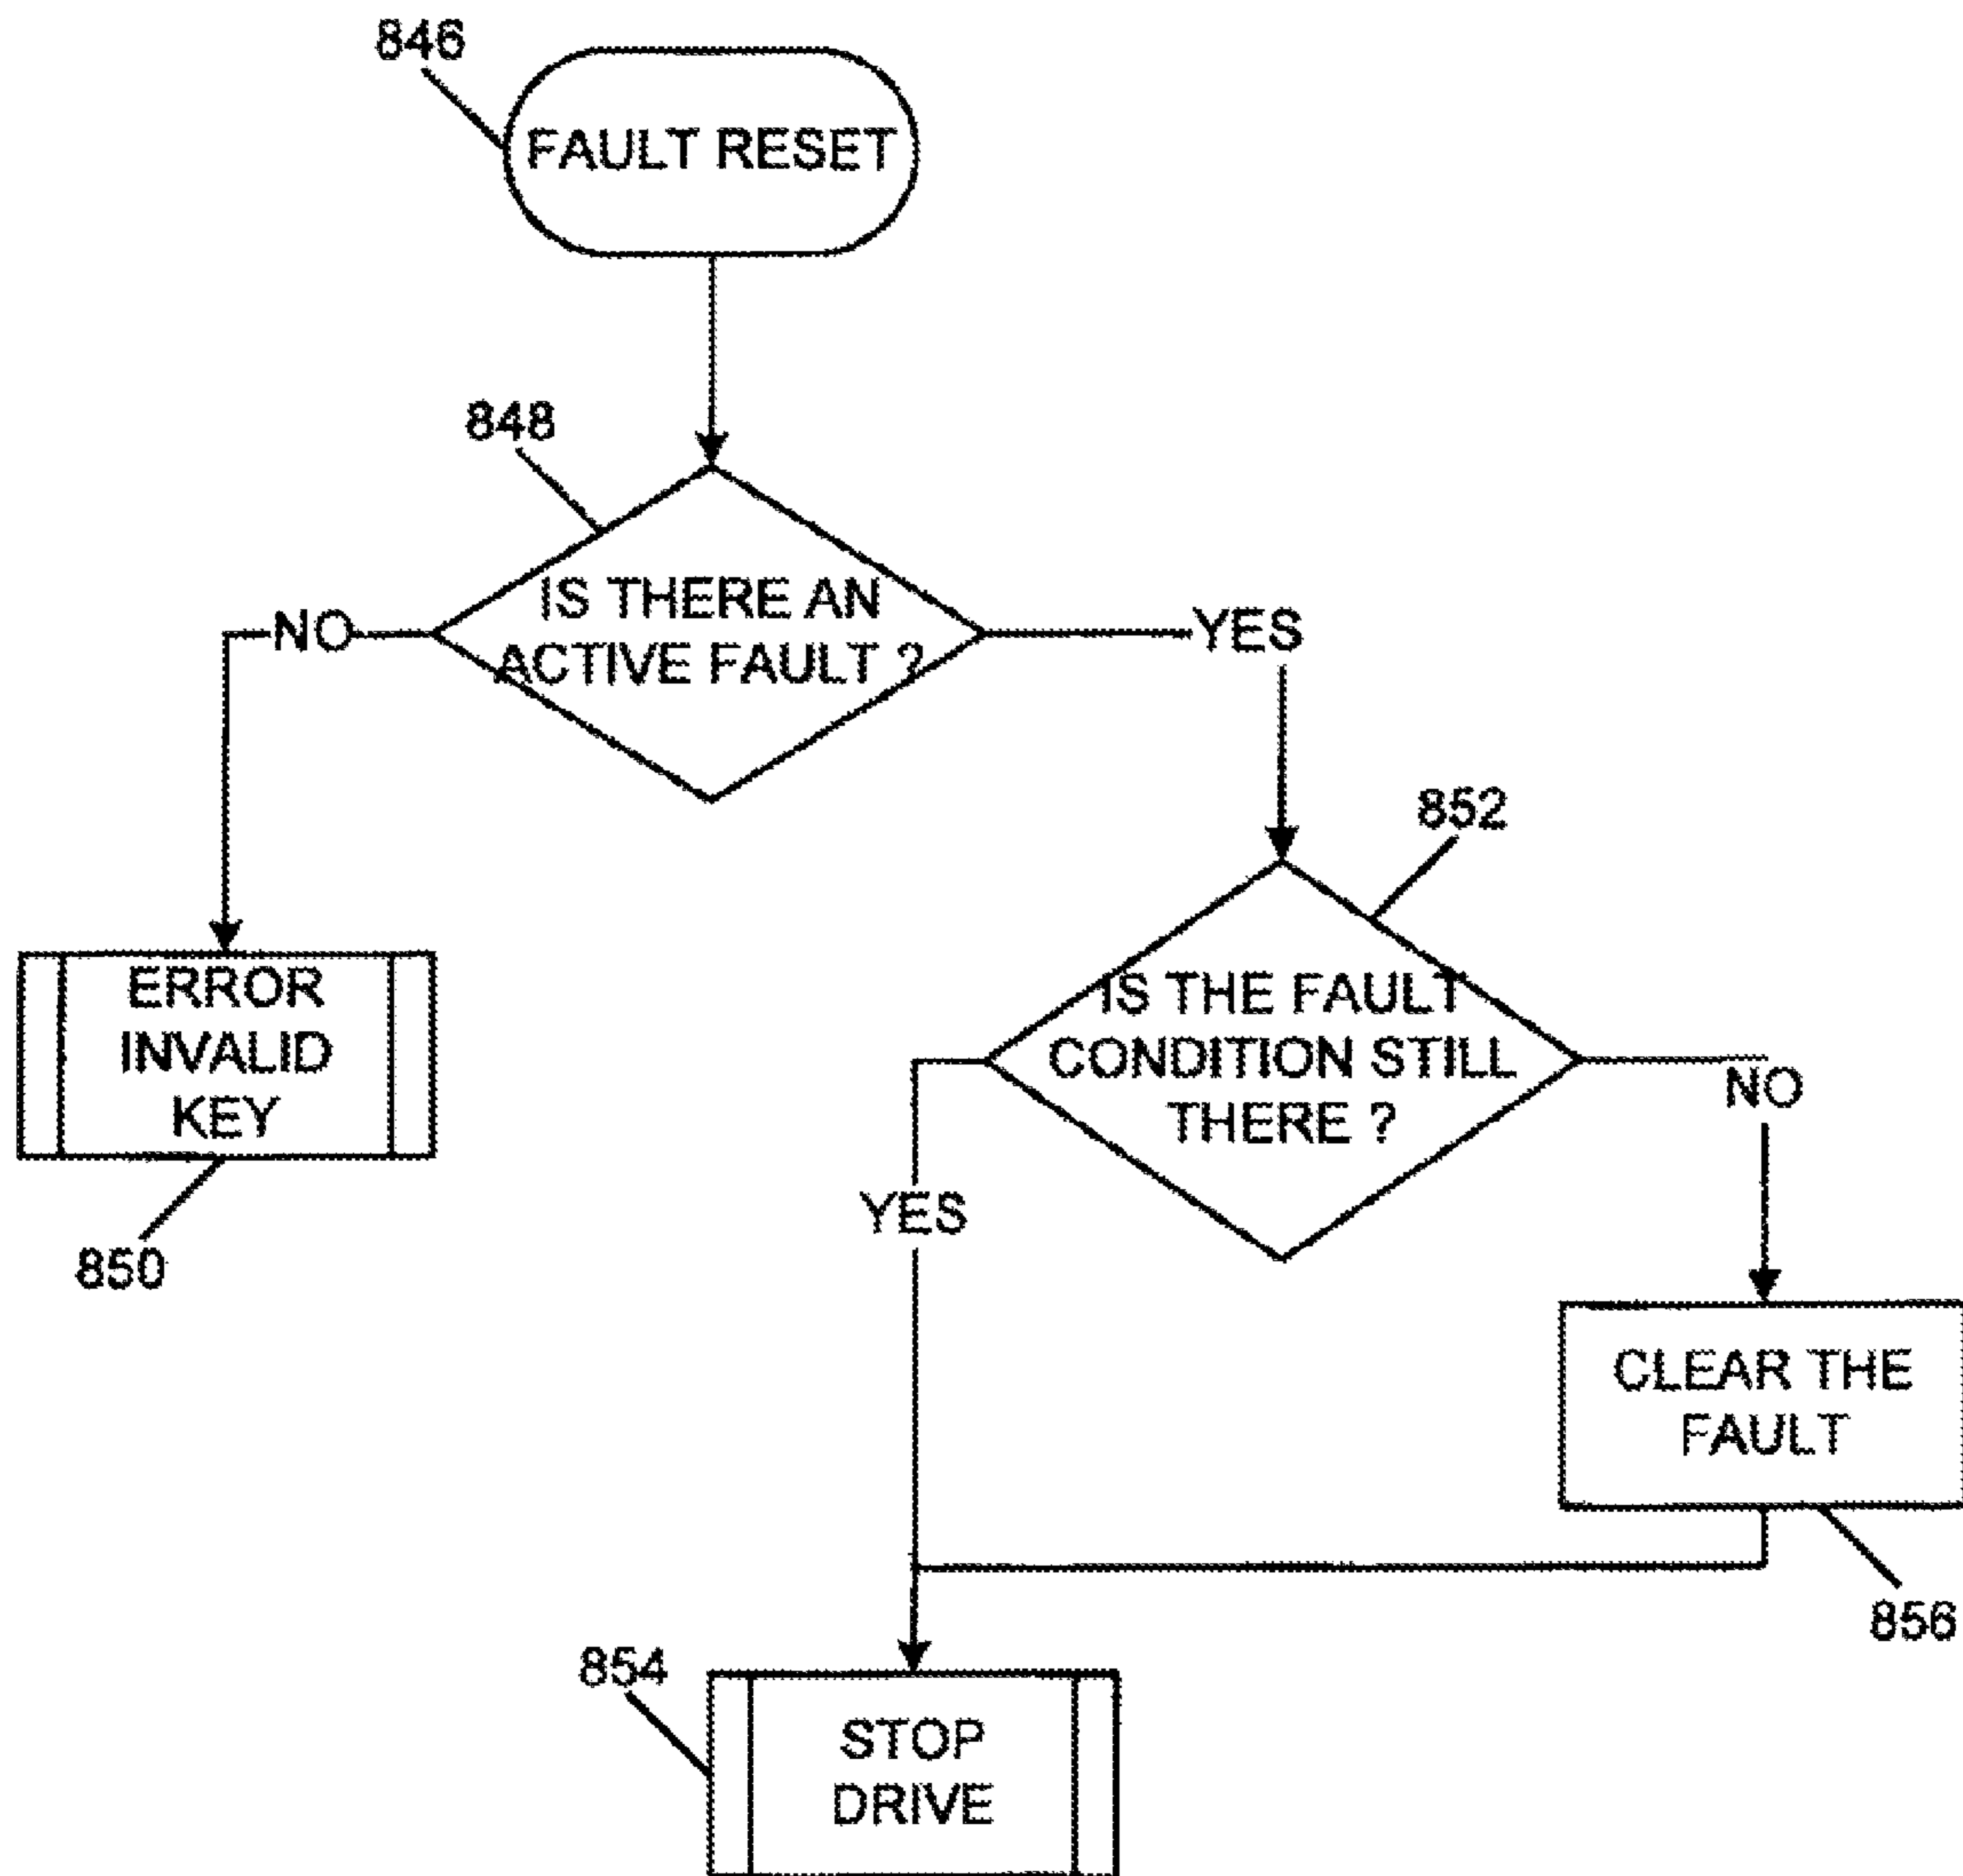 846
FAULT RESET
848
IS THERE AN
ACTIVE FAULT ?
NO
YES
852
ERROR
INVALID
KEY
850
IS THE FAULT
CONDITION STILL
THERE ?
YES
NO
CLEAR THE
FAULT
856
854
STOP
DRIVE